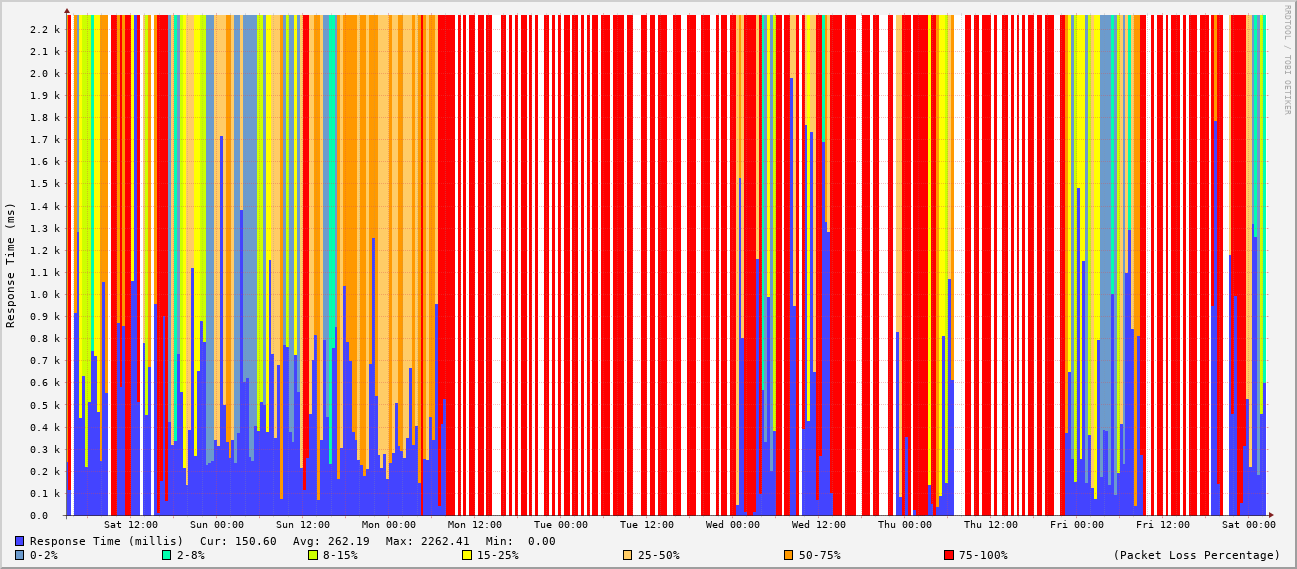 RRDTOOL / TOBI OETIKER
Response Time (ms)
2.2 k
2.1 k
2.0 k
1.9 k
1.8 k
1.7 k
1.6 k
1.5 k
1.4 k
1.3 k
1.2 k
1.1 k
1.0 k
0.9 k
0.8 k
0.7 k
0.6 k
0.5 k
0.4 k
0.3 k
0.2 k
0.1 k
0.0
Sat 12:00 Sun 00:00 Sun 12:00 Mon 00:00 Mon 12:00 Tue 00:00 Tue 12:00 Wed 00:00 Wed 12:00 Thu 00:00 Thu 12:00 Fri 00:00 Fri 12:00 Sat 00:00
Response Time (millis) Cur: 150.60 Avg: 262.19 Max: 2262.41 Min: 0.00
0-2% 2-8% 8-15% 15-25% 25-50% 50-75% 75-100% (Packet Loss Percentage)